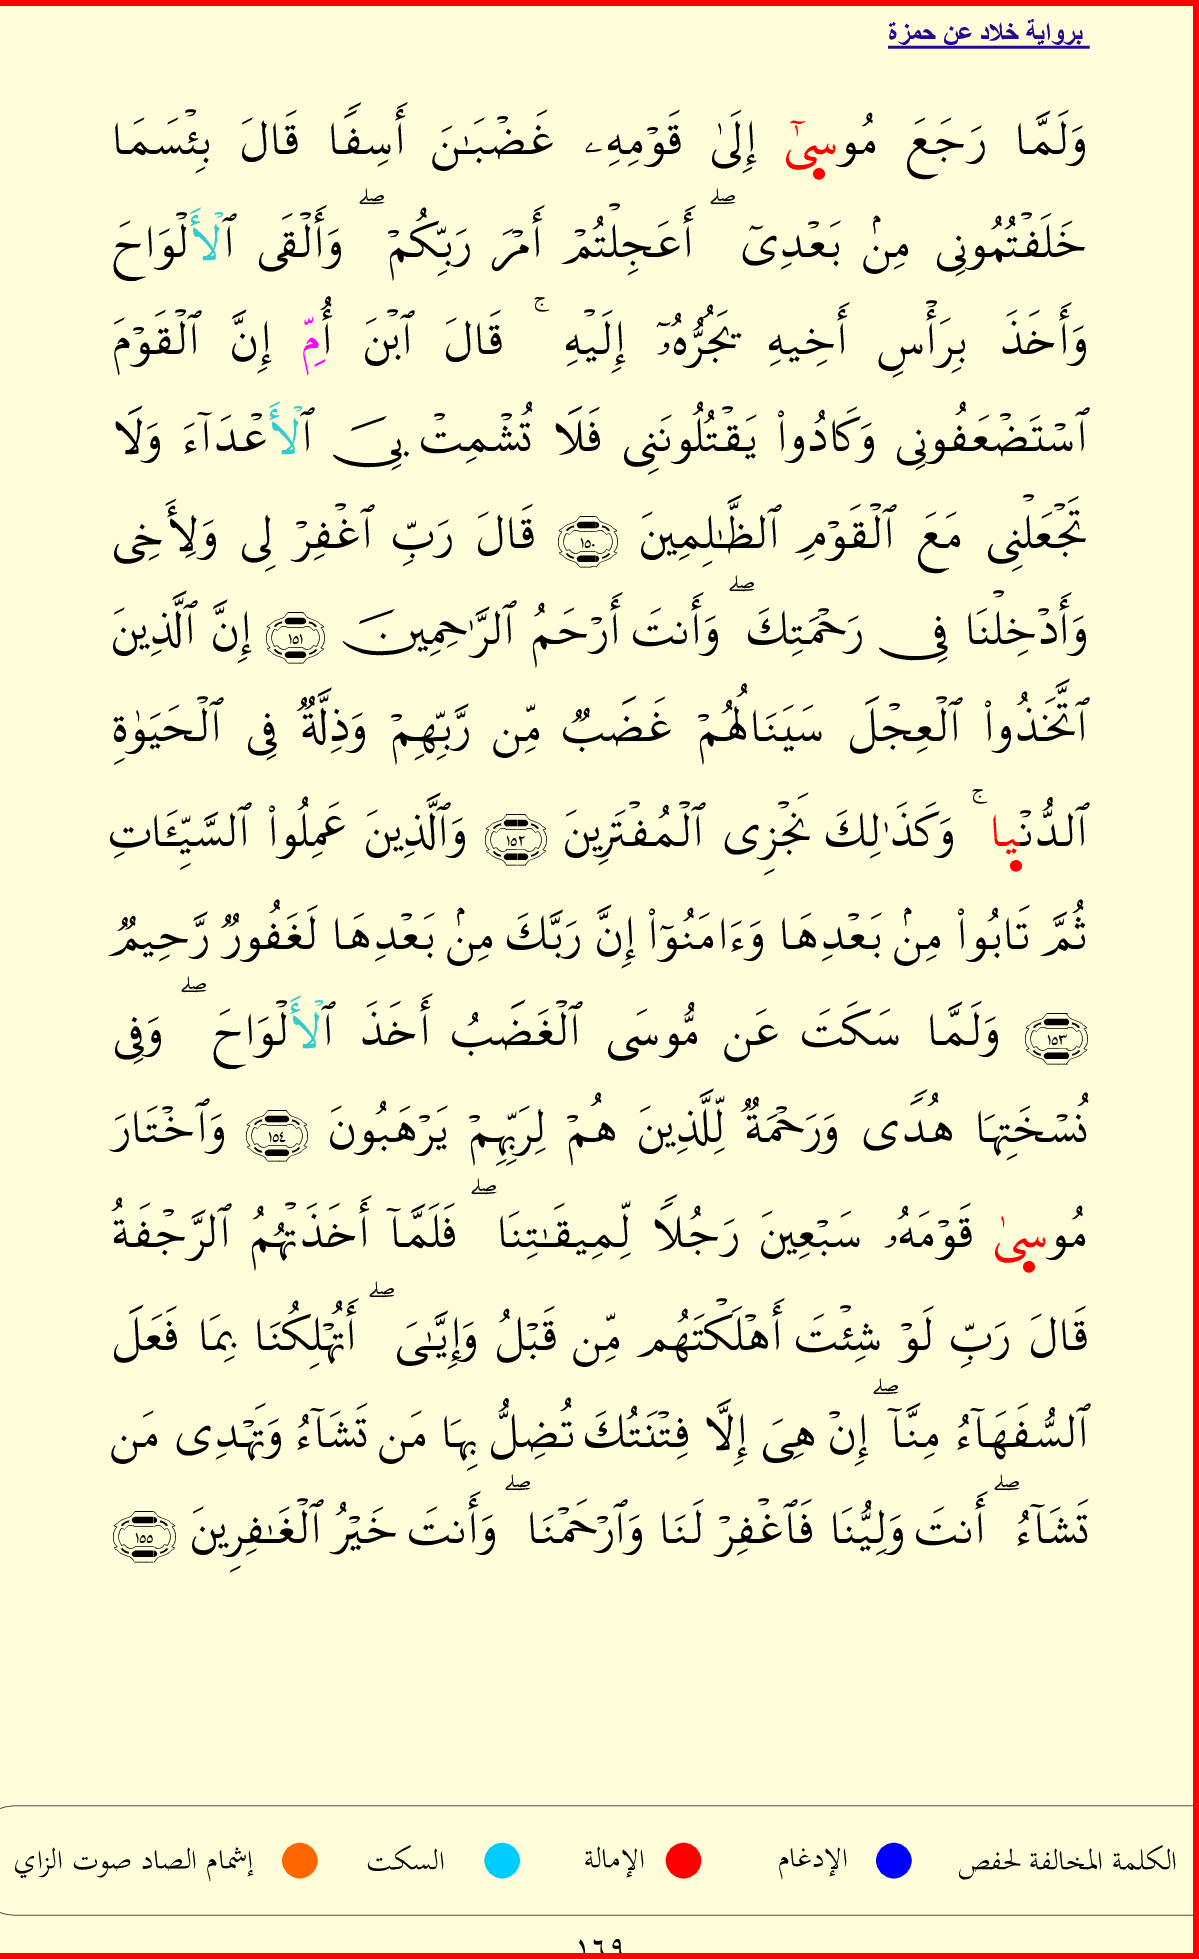 برواية خلاد عن حمزة
وَلَمَّا رَجَعَ مُوسىٰٓ إِلَىٰ قَوْمِهِۦ غَضْبَـٰنَ أَسِفًا قَالَ بِئْسَمَا
خَلَفْتُمُونِى مِنۢ بَعْدِىٓ ۖ أَعَجِلْتُمْ أَمْرَ رَبِّكُمْ ۖ وَأَلْقَى ٱلْأَلْوَاحَ
وَأَخَذَ بِرَأْسِ أَخِيهِ يَجُرُّهُۥٓ إِلَيْهِ ۚ قَالَ ٱبْنَ أُمِّ إِنَّ ٱلْقَوْمَ
ٱسْتَضْعَفُونِى وَكَادُوا۟ يَقْتُلُونَنِى فَلَا تُشْمِتْ بِىَ ٱلْأَعْدَآءَ وَلَا
تَجْعَلْنِى مَعَ ٱلْقَوْمِ ٱلظَّـٰلِمِينَ ١٥٠ قَالَ رَبِّ ٱغْفِرْ لِى وَلِأَخِى
وَأَدْخِلْنَا فِى رَحْمَتِكَ ۖ وَأَنتَ أَرْحَمُ ٱلرَّٰحِمِينَ ١٥١ إِنَّ ٱلَّذِينَ
ٱتَّخَذُوا۟ ٱلْعِجْلَ سَيَنَالُهُمْ غَضَبٌ مِّن رَّبِّهِمْ وَذِلَّةٌ فِى ٱلْحَيَوٰةِ
ٱلدُّنْيا ۚ وَكَذَٰلِكَ نَجْزِى ٱلْمُفْتَرِينَ ١٥٢ وَٱلَّذِينَ عَمِلُوا۟ ٱلسَّيِّـَٔاتِ
ثُمَّ تَابُوا۟ مِنۢ بَعْدِهَا وَءَامَنُوٓا۟ إِنَّ رَبَّكَ مِنۢ بَعْدِهَا لَغَفُورٌ رَّحِيمٌ
١٥٣ وَلَمَّا سَكَتَ عَن مُّوسَى ٱلْغَضَبُ أَخَذَ ٱلْأَلْوَاحَ ۖ وَفِى
نُسْخَتِهَا هُدًى وَرَحْمَةٌ لِّلَّذِينَ هُمْ لِرَبِّهِمْ يَرْهَبُونَ ١٥٤ وَٱخْتَارَ
مُوسىٰ قَوْمَهُۥ سَبْعِينَ رَجُلًا لِّمِيقَـٰتِنَا ۖ فَلَمَّآ أَخَذَتْهُمُ ٱلرَّجْفَةُ
قَالَ رَبِّ لَوْ شِئْتَ أَهْلَكْتَهُم مِّن قَبْلُ وَإِيَّـٰىَ ۖ أَتُهْلِكُنَا بِمَا فَعَلَ
ٱلسُّفَهَآءُ مِنَّآ ۖ إِنْ هِىَ إِلَّا فِتْنَتُكَ تُضِلُّ بِهَا مَن تَشَآءُ وَتَهْدِى مَن
تَشَآءُ ۖ أَنتَ وَلِيُّنَا فَٱغْفِرْ لَنَا وَٱرْحَمْنَا ۖ وَأَنتَ خَيْرُ ٱلْغَـٰفِرِينَ ١٥٥
الكلمة المخالفة لحفص الإدغام الإمالة السكت إشمام الصاد صوت الزاي
١٦٩